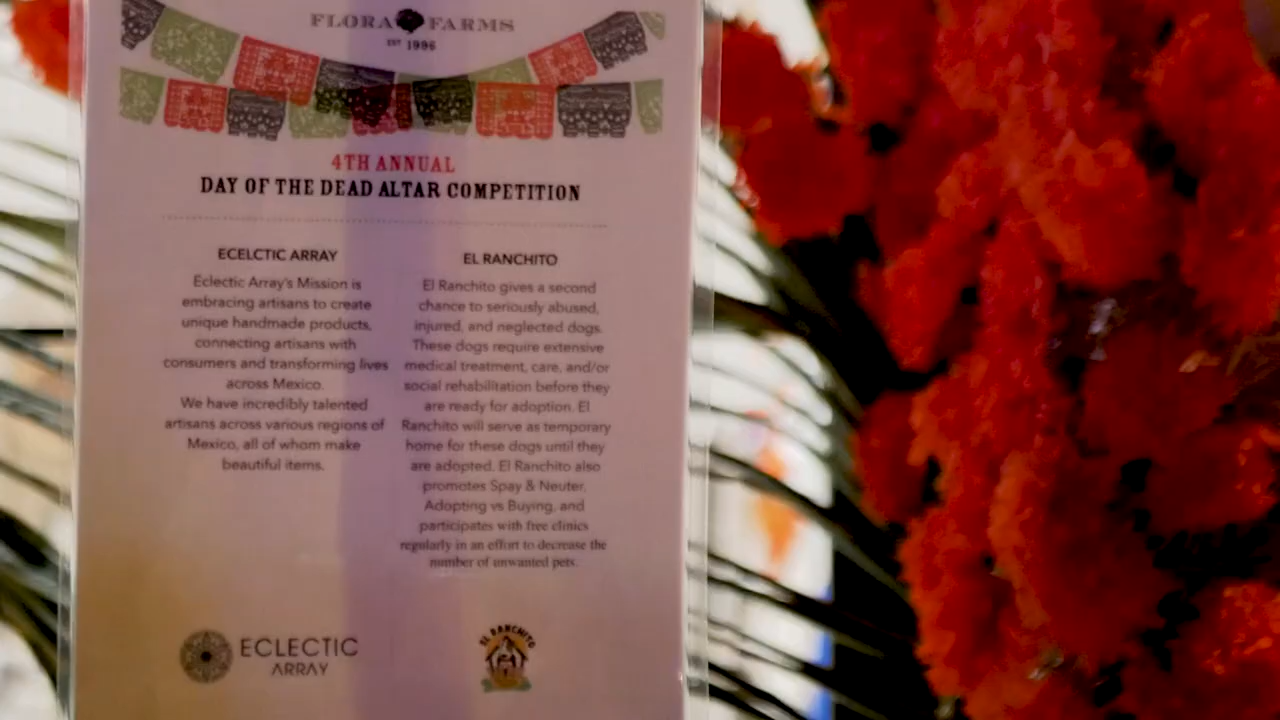 FLORA FARMS
EST 1996
4TH ANNUAL
DAY OF THE DEAD ALTAR COMPETITION
ECELCTIC ARRAY
Eclectic Array's Mission is
embracing artisans to create
unique handmade products,
connecting artisans with
consumers and transforming lives
across Mexico.
We have incredibly talented
artisans across various regions of
Mexico, all of whom make
beautiful items.
EL RANCHITO
El Ranchito gives a second
chance to seriously abused,
injured, and neglected dogs.
These dogs require extensive
medical treatment, care, and/or
social rehabilitation before they
are ready for adoption. El
Ranchito will serve as temporary
home for these dogs until they
are adopted. El Ranchito also
promotes Spay & Neuter,
Adopting vs Buying, and
participates with free clinics
regularly in an effort to decrease the
number of unwanted pets.
ECLECTIC
ARRAY
EL RANCHITO